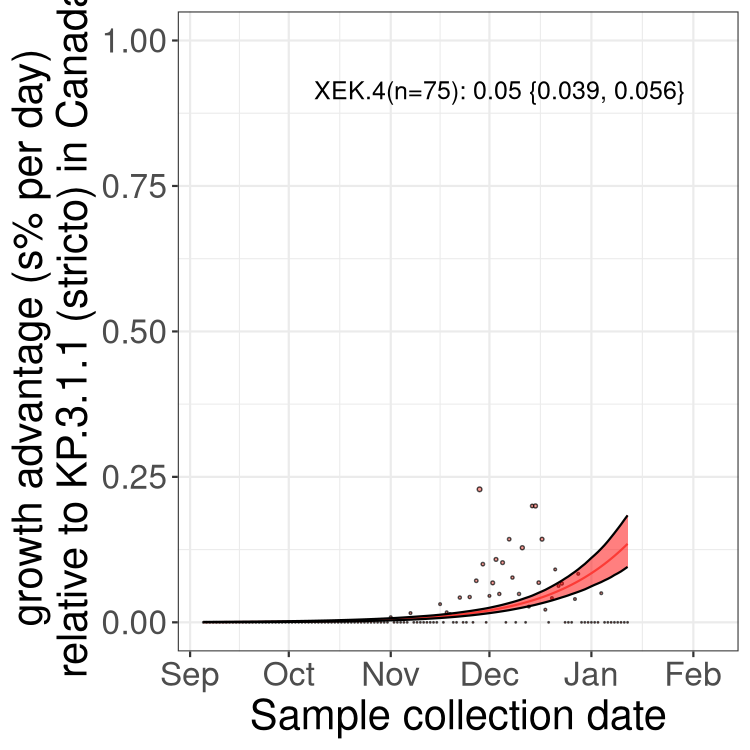 growth advantage (s% per day)
relative to KP.3.1.1 (stricto) in Canada
1.00
0.75
0.50
0.25
0.00
XEK.4(n=75): 0.05 {0.039, 0.056}
Sep Oct Nov Dec Jan Feb
Sample collection date